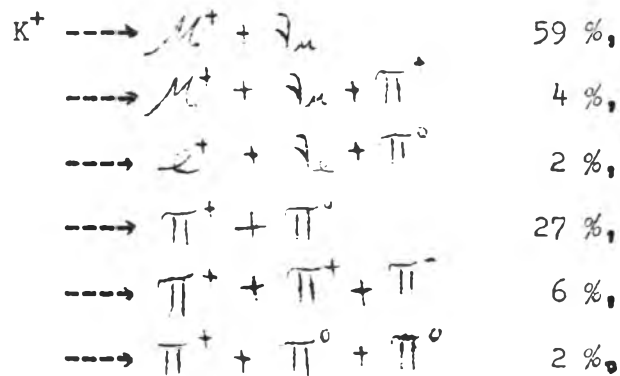 K⁺ ----→ μ⁺ + ν_μ 59 %,
----→ μ⁺ + ν_μ + π⁺ 4 %,
----→ e⁺ + ν_e + π⁰ 2 %,
----→ π⁺ + π⁰ 27 %,
----→ π⁺ + π⁺ + π⁻ 6 %,
----→ π⁺ + π⁰ + π⁰ 2 %.